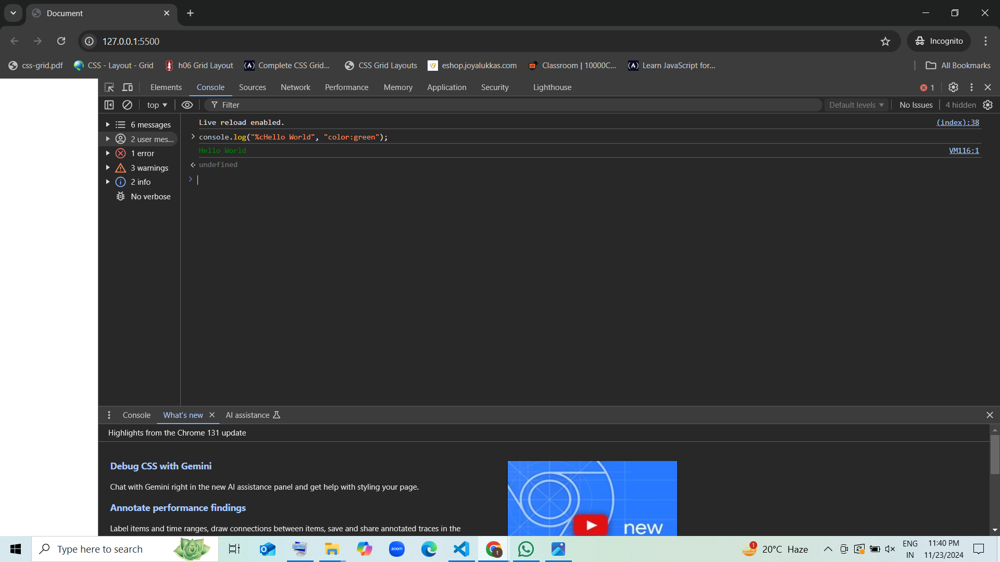 Document
127.0.0.1:5500
Incognito
css-grid.pdf CSS - Layout - Grid h06 Grid Layout Complete CSS Grid... CSS Grid Layouts eshop.joyalukkas.com Classroom | 10000C... Learn JavaScript for... All Bookmarks
Elements Console Sources Network Performance Memory Application Security Lighthouse 1
top Filter Default levels No Issues 4 hidden
6 messages
2 user mes...
1 error
3 warnings
2 info
No verbose
Live reload enabled. (index):38
console.log("%cHello World", "color:green");
Hello World VM116:1
undefined
Console What's new AI assistance
Highlights from the Chrome 131 update
Debug CSS with Gemini
Chat with Gemini right in the new AI assistance panel and get help with styling your page.
Annotate performance findings
Label items and time ranges, draw connections between items, save and share annotated traces in the
new
Type here to search
zoom
t
1
20°C Haze
ENG
IN
11:40 PM
11/23/2024